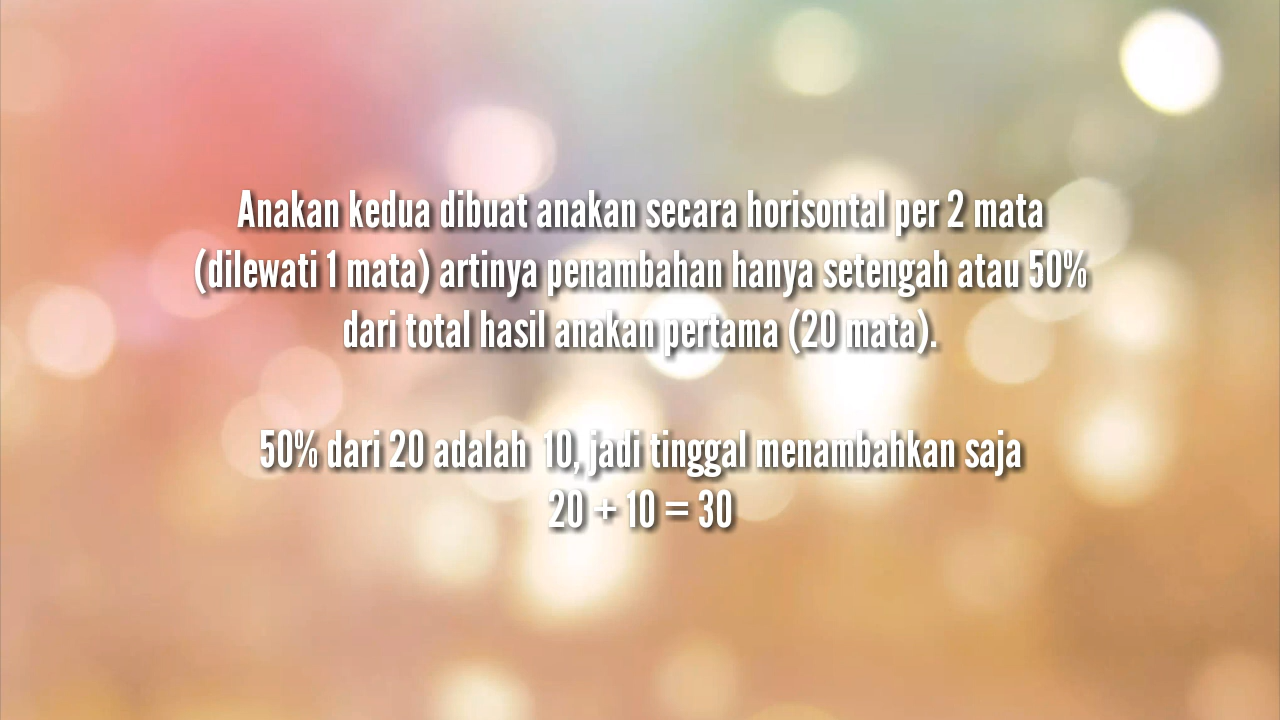 Anakan kedua dibuat anakan secara horisontal per 2 mata
(dilewati 1 mata) artinya penambahan hanya setengah atau 50%
dari total hasil anakan pertama (20 mata).
50% dari 20 adalah  10, jadi tinggal menambahkan saja
20 + 10 = 30